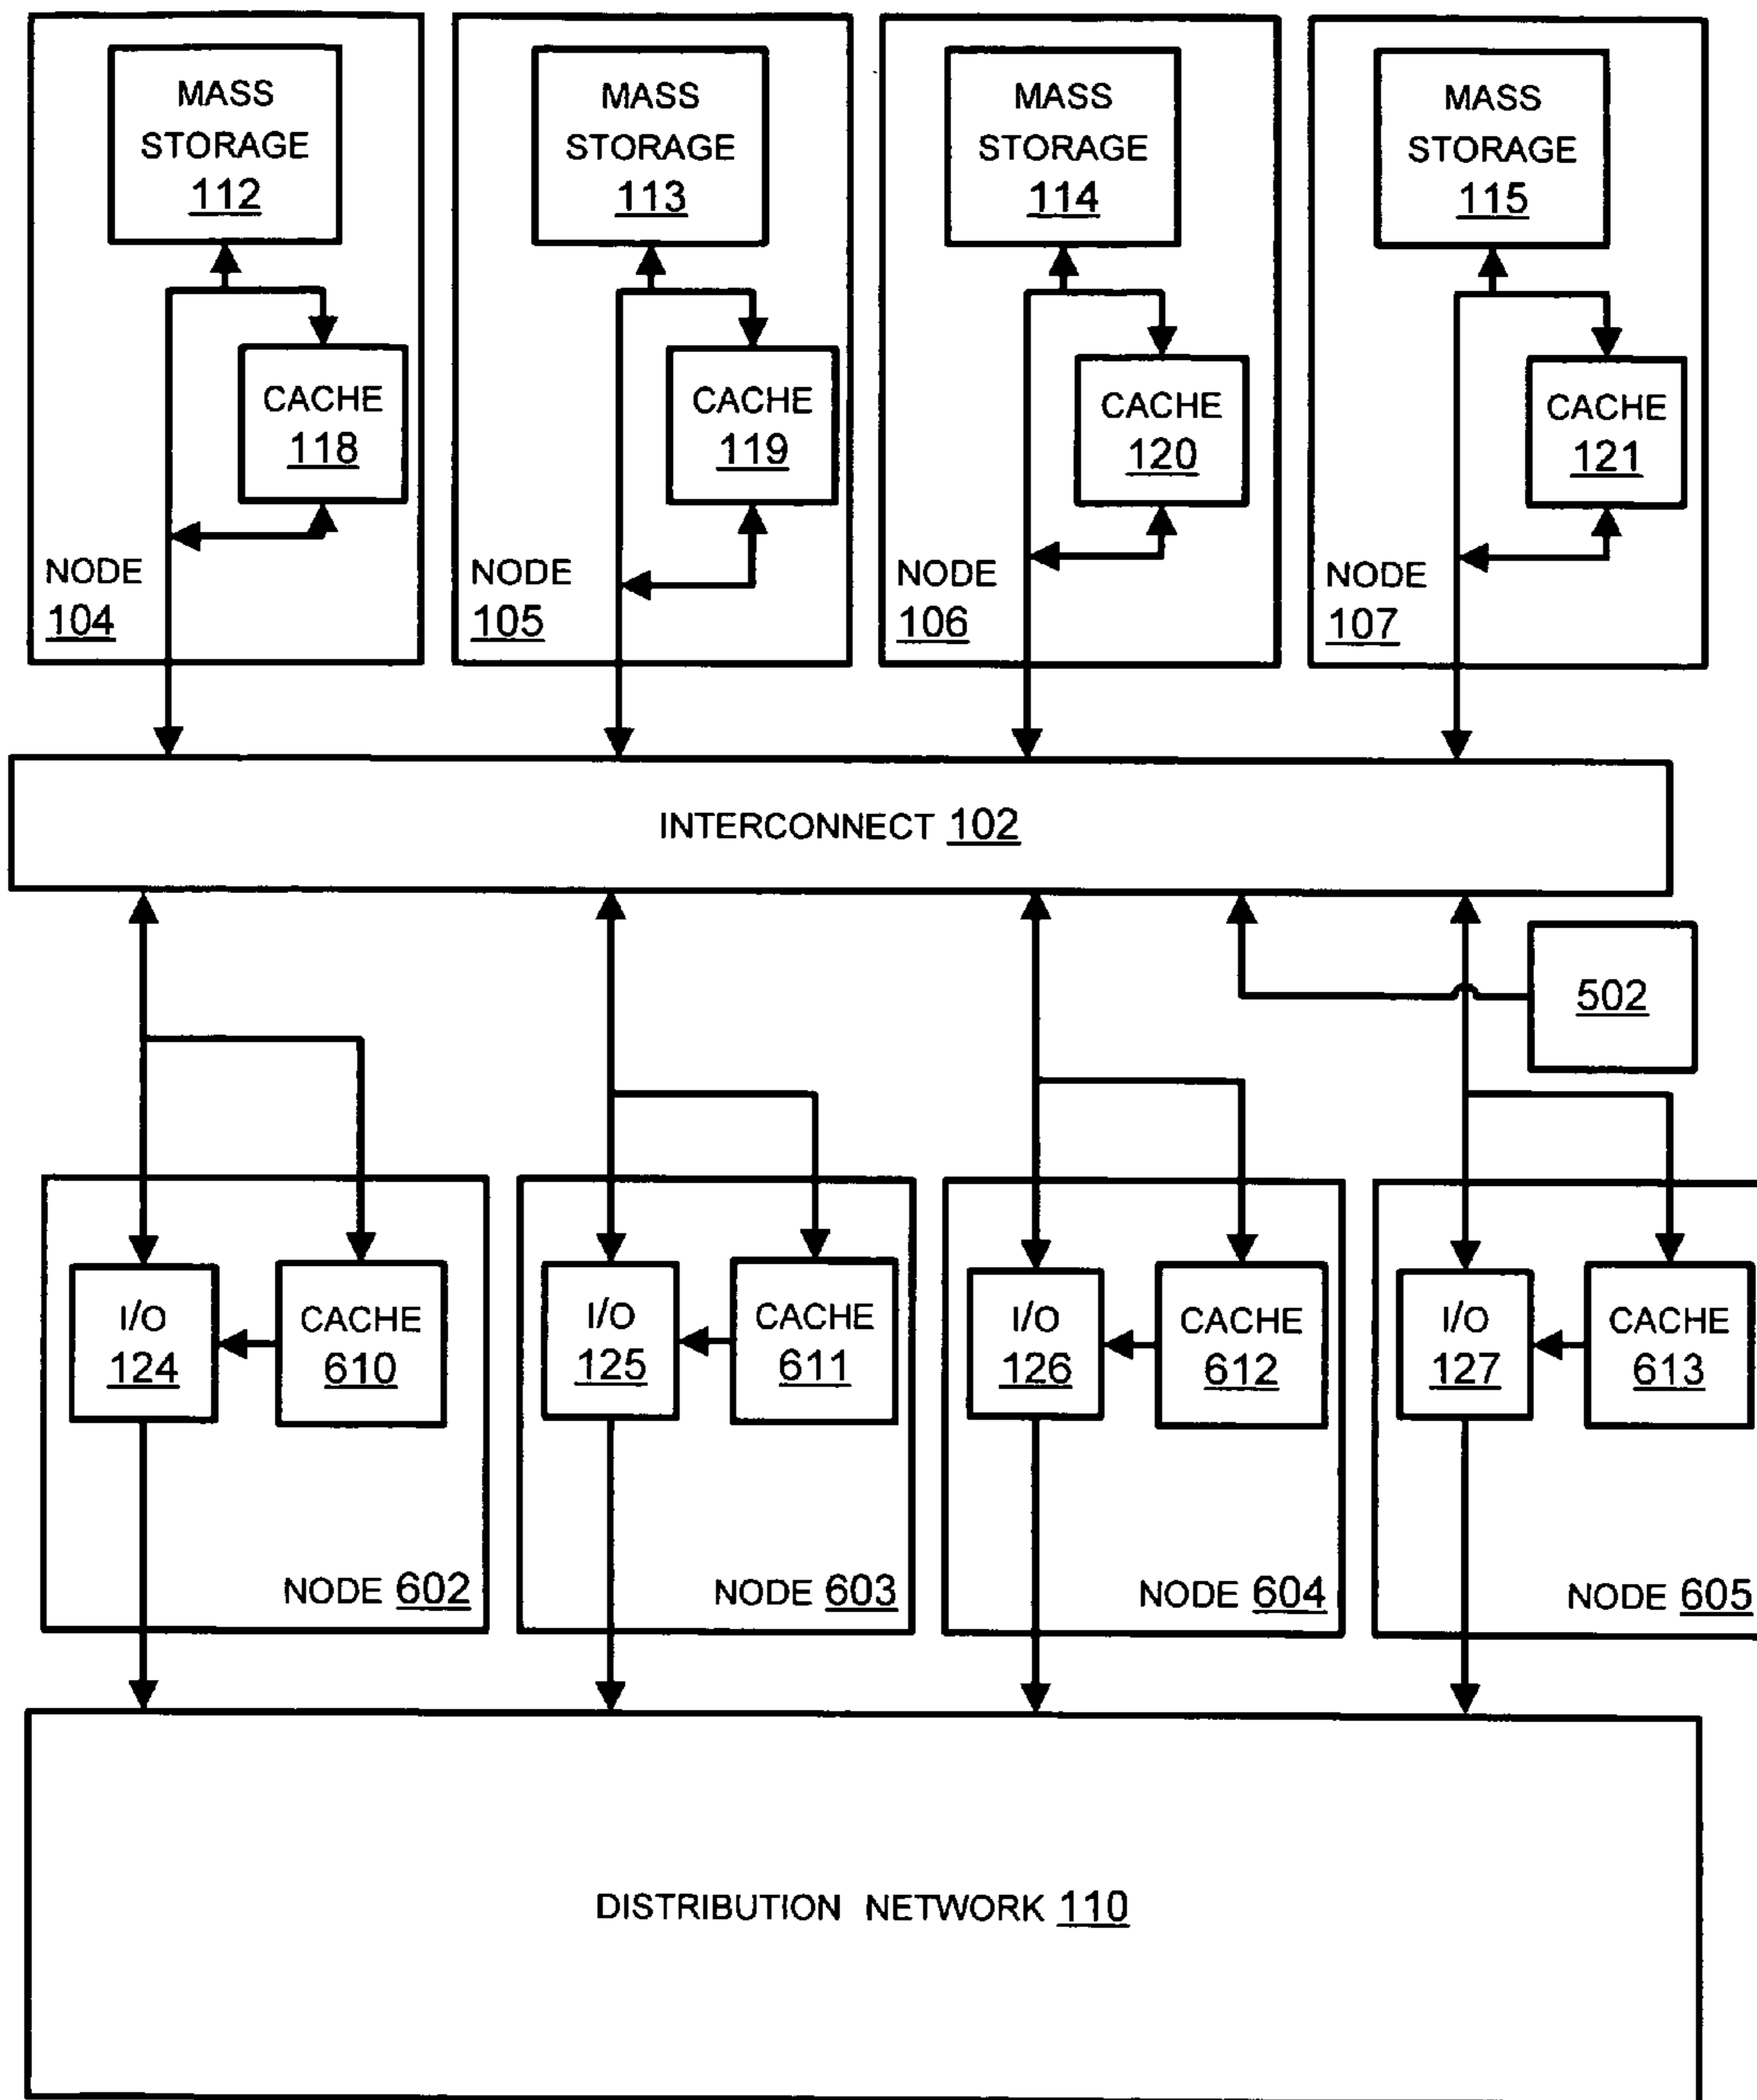 MASS
STORAGE
112
CACHE
118
NODE
104
MASS
STORAGE
113
CACHE
119
NODE
105
MASS
STORAGE
114
CACHE
120
NODE
106
MASS
STORAGE
115
CACHE
121
NODE
107
INTERCONNECT 102
502
I/O
124
CACHE
610
NODE 602
I/O
125
CACHE
611
NODE 603
I/O
126
CACHE
612
NODE 604
I/O
127
CACHE
613
NODE 605
DISTRIBUTION NETWORK 110